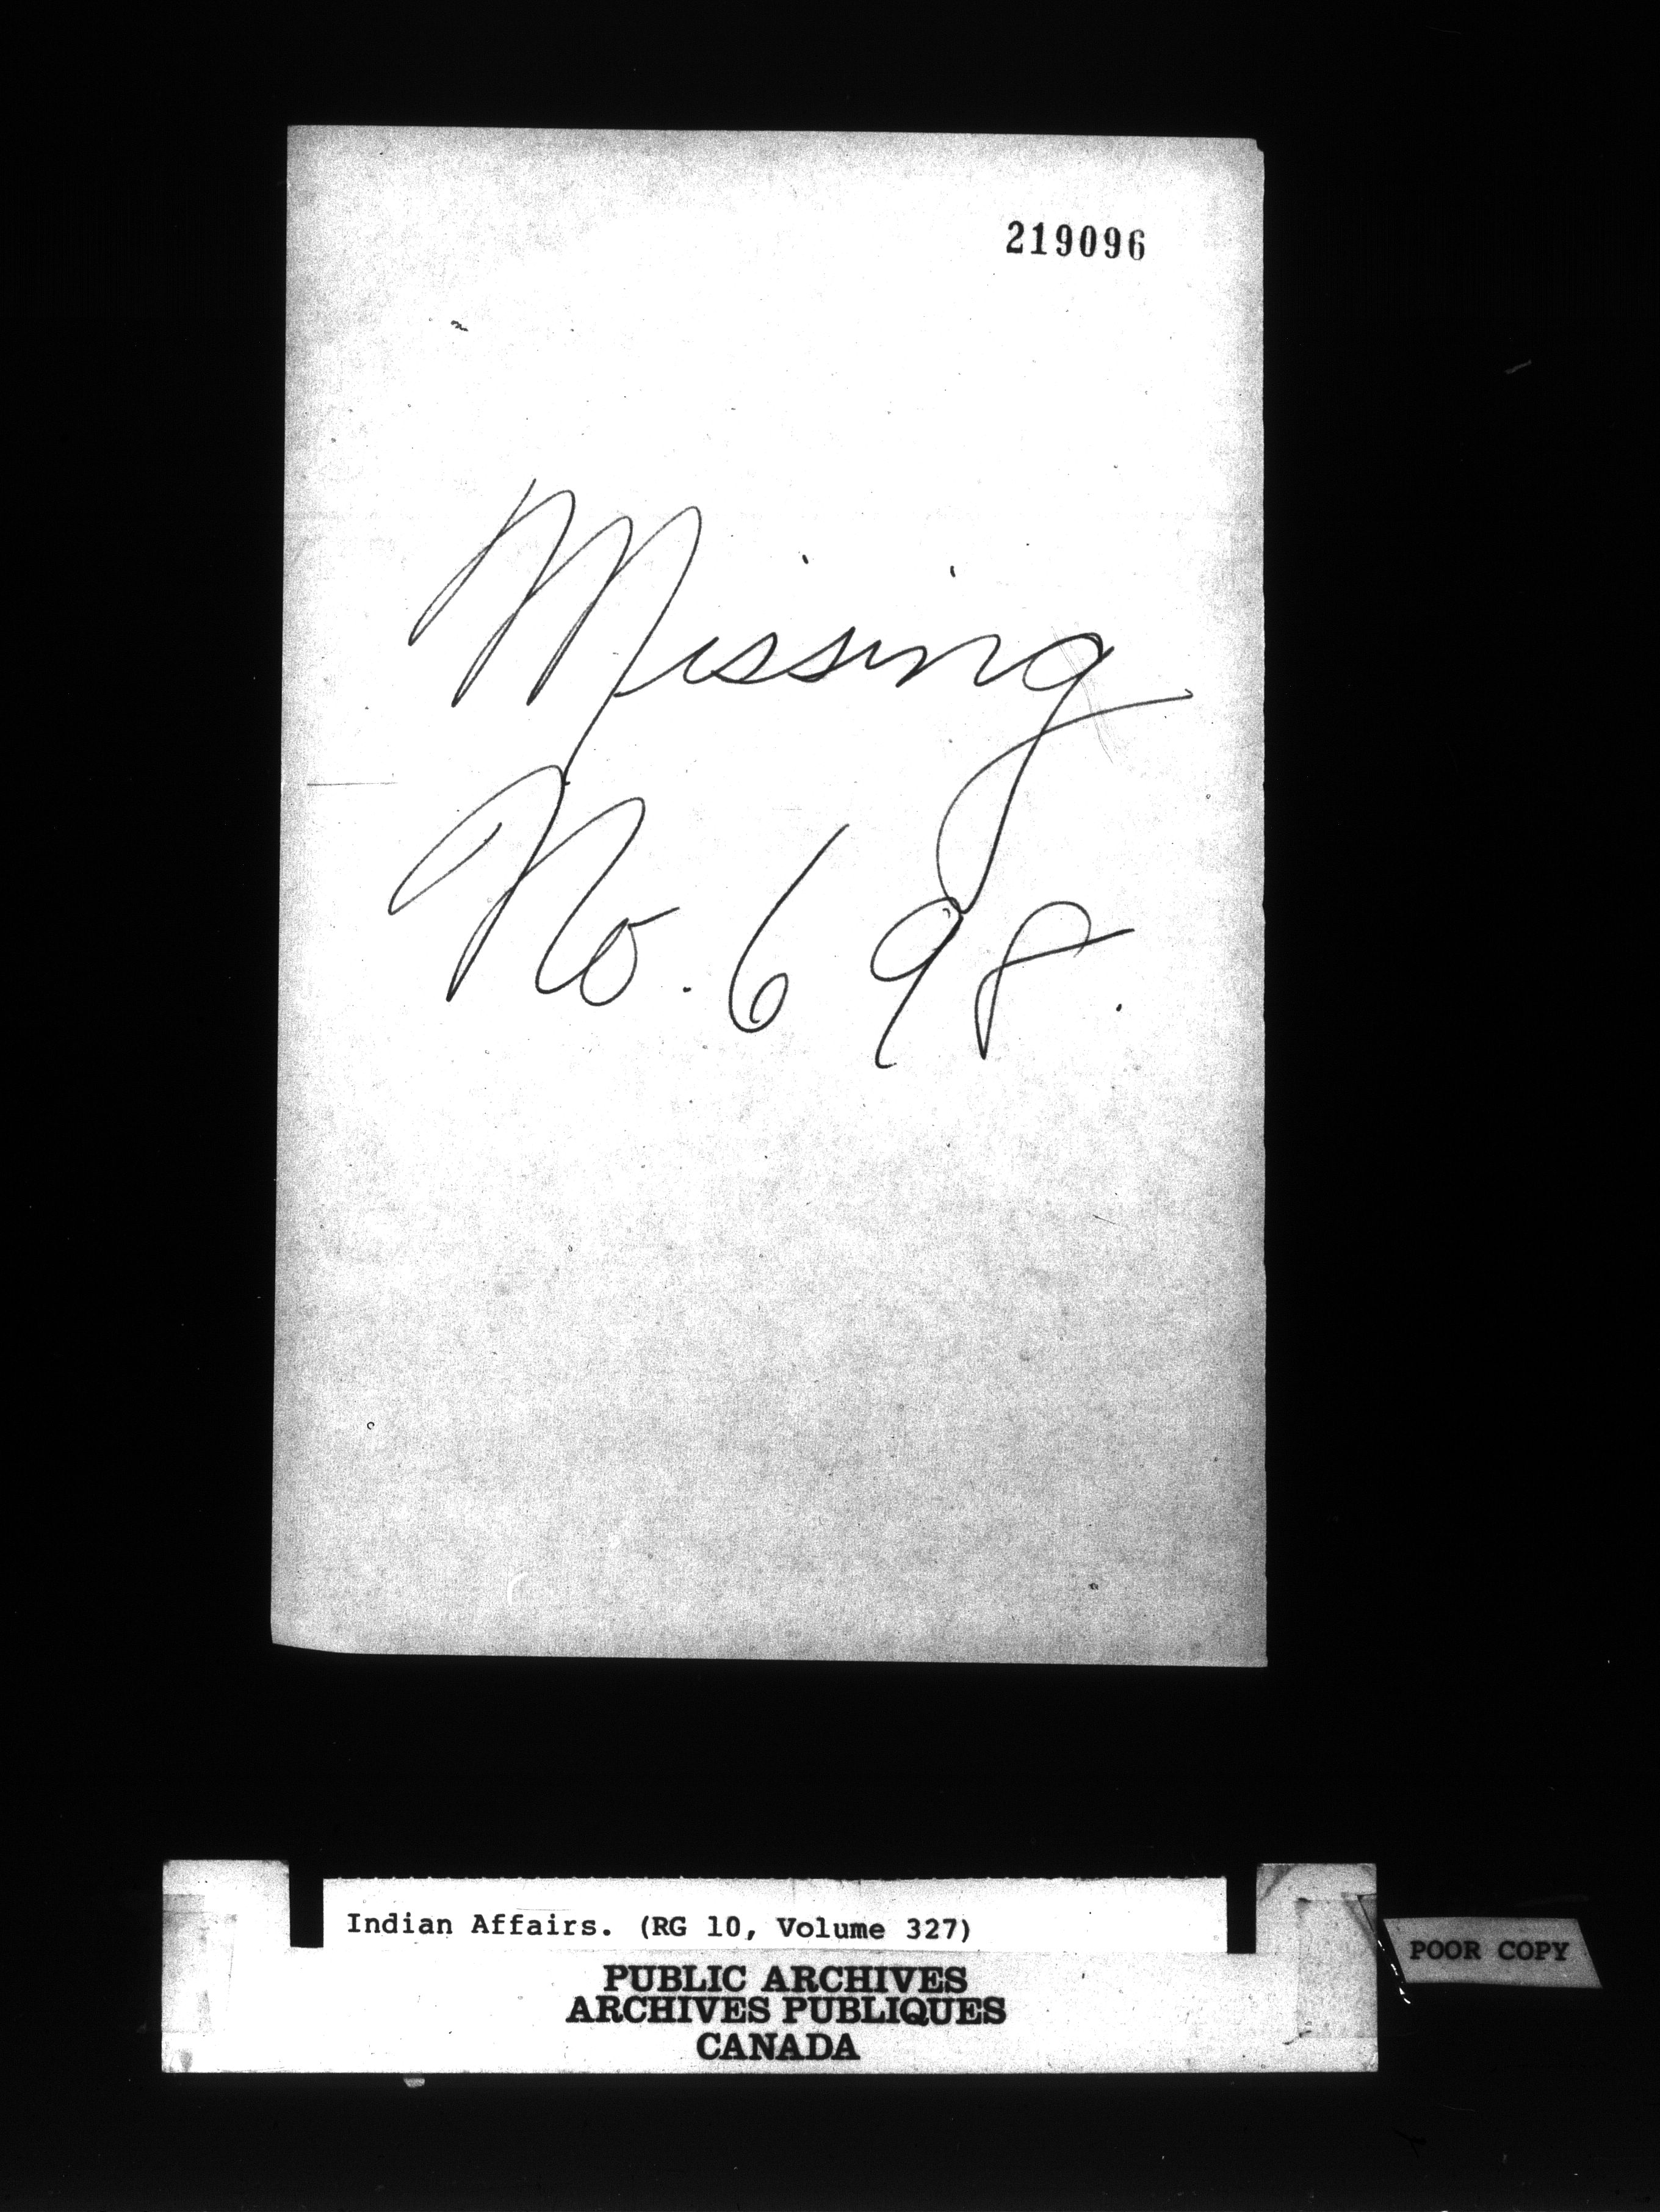 219096
Missing
No. 698.
Indian Affairs. (RG 10, Volume 327)
PUBLIC ARCHIVES
ARCHIVES PUBLIQUES
CANADA
POOR COPY